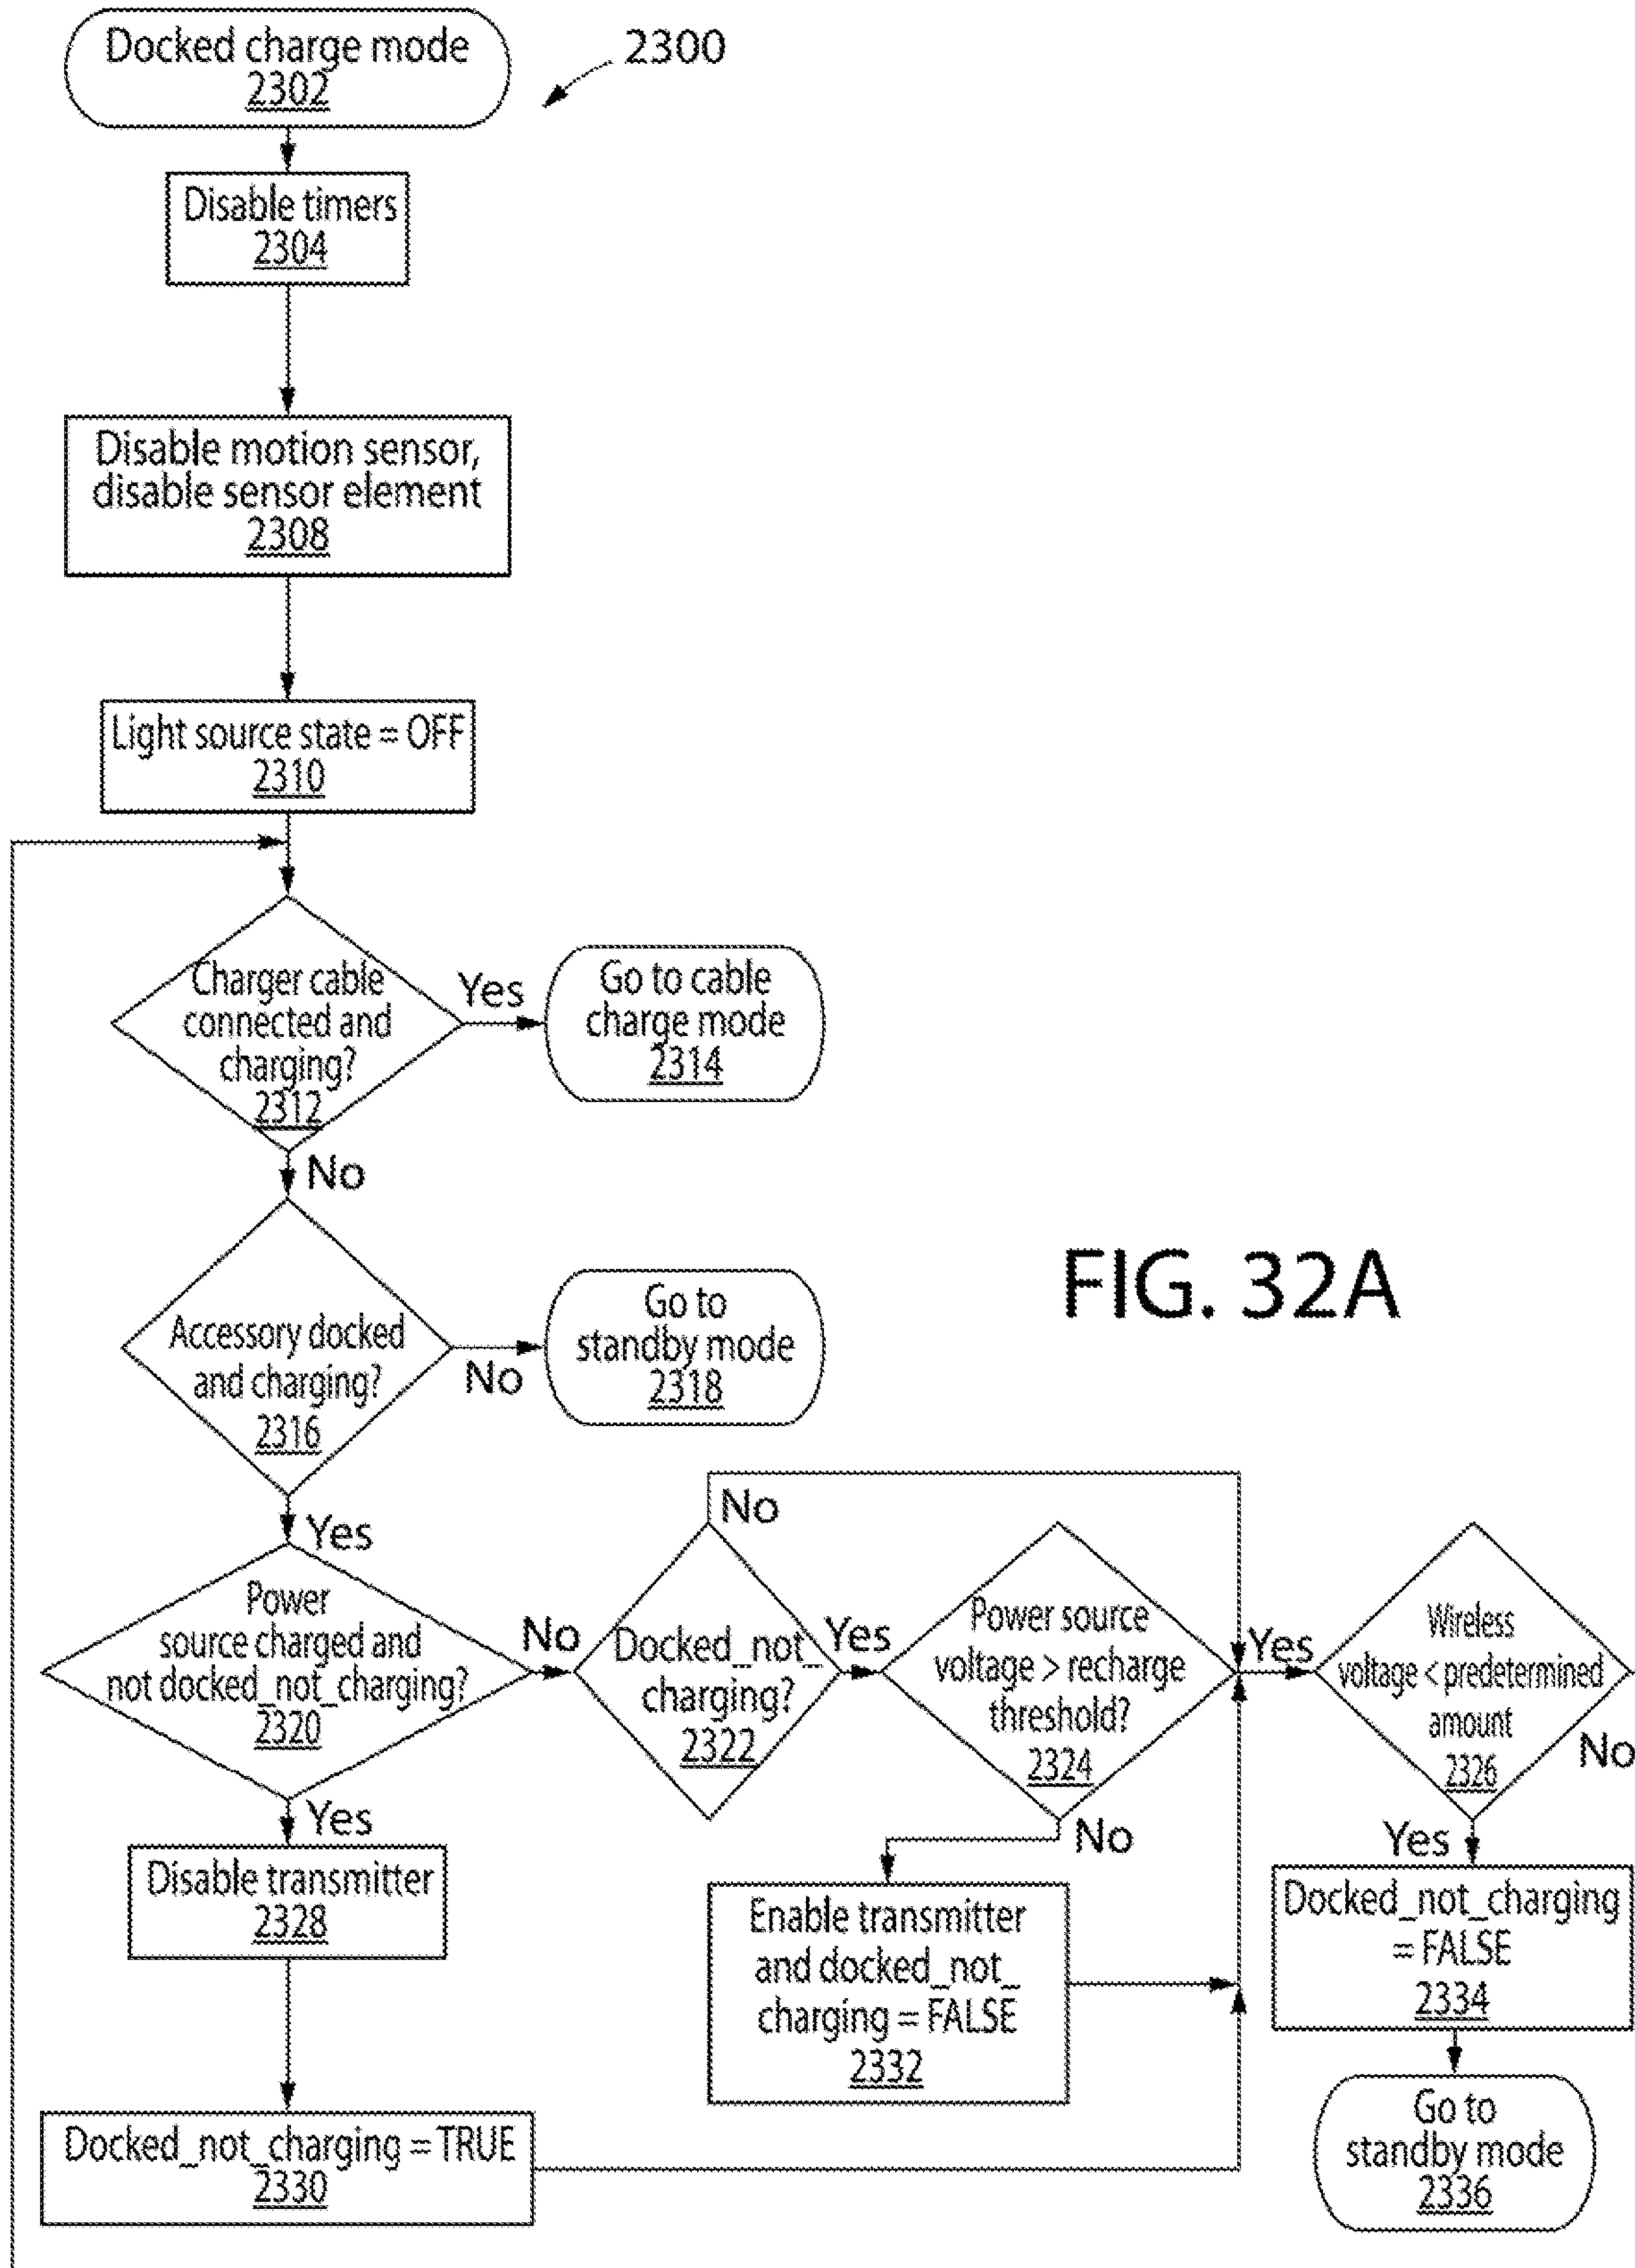 Docked charge mode
2302
2300
Disable timers
2304
Disable motion sensor,
disable sensor element
2308
Light source state = OFF
2310
Charger cable
connected and
charging?
2312
Yes
Go to cable
charge mode
2314
No
Accessory docked
and charging?
2316
No
Go to
standby mode
2318
FIG. 32A
Yes
Power
source charged and
not docked_not_charging?
2320
No
Docked_not_
charging?
2322
No
Yes
Power source
voltage > recharge
threshold?
2324
Yes
Wireless
voltage < predetermined
amount
2326
No
Yes
Disable transmitter
2328
No
Enable transmitter
and docked_not_
charging = FALSE
2332
Yes
Docked_not_charging
= FALSE
2334
Docked_not_charging = TRUE
2330
Go to
standby mode
2336